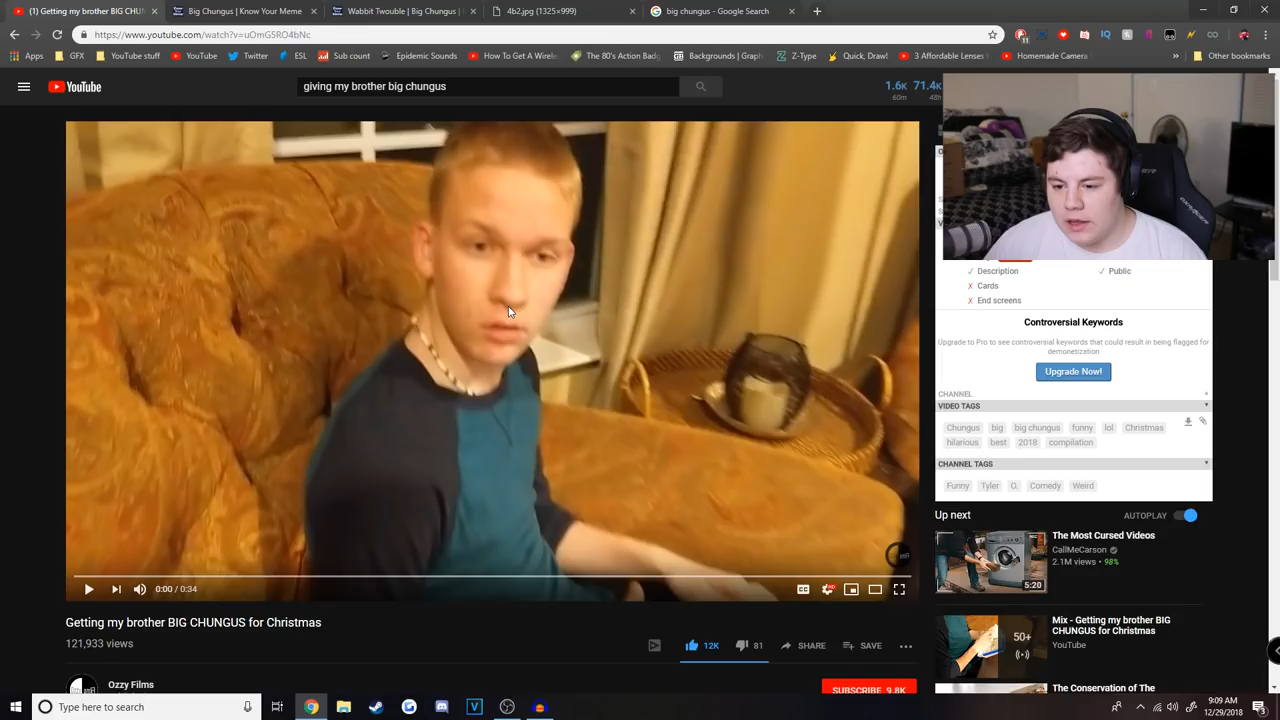 (1) Getting my brother BIG CHU
Big Chungus | Know Your Meme
Wabbit Twouble | Big Chungus |
4b2.jpg (1325×999)
big chungus - Google Search
https://www.youtube.com/watch?v=uOmG5RO4bNc
Apps GFX YouTube stuff YouTube Twitter ESL Sub count Epidemic Sounds How To Get A Wirele The 80's Action Badg Backgrounds | Graph Z-Type Quick, Draw! 3 Affordable Lenses f Homemade Camera » Other bookmarks
YouTube
giving my brother big chungus
1.6K 71.4K
60m 48h
Description Public
Cards
End screens
Controversial Keywords
Upgrade to Pro to see controversial keywords that could result in being flagged for
demonetization
Upgrade Now!
CHANNEL
VIDEO TAGS
Chungus big big chungus funny lol Christmas
hilarious best 2018 compilation
CHANNEL TAGS
Funny Tyler O. Comedy Weird
0:00 / 0:34
CC
HD
Getting my brother BIG CHUNGUS for Christmas
121,933 views
12K 81 SHARE SAVE
Ozzy Films
SUBSCRIBE 9.8K
Up next AUTOPLAY
The Most Cursed Videos
CallMeCarson
2.1M views • 98%
5:20
Mix - Getting my brother BIG
CHUNGUS for Christmas
YouTube
50+
The Conservation of The
Type here to search
9:09 AM
12/29/2018